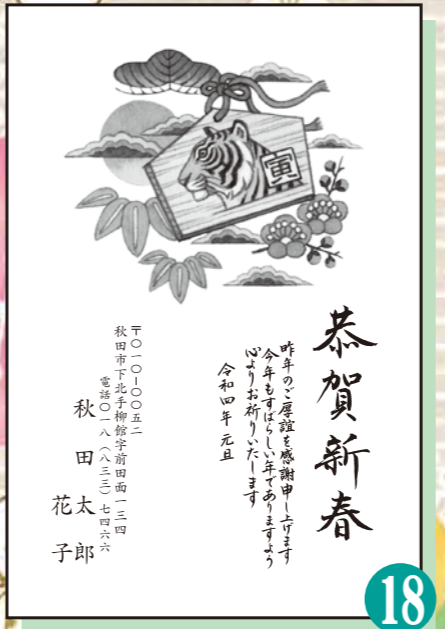 寅
恭賀新春
昨年のご厚誼を感謝申し上げます
今年もすばらしい年でありますよう
心よりお祈りいたします
令和四年 元旦
〒〇一〇-〇〇五二
秋田市下北手柳館字前田面一三四
電話〇一八(八三三)七四六六
秋田太郎
花子
18